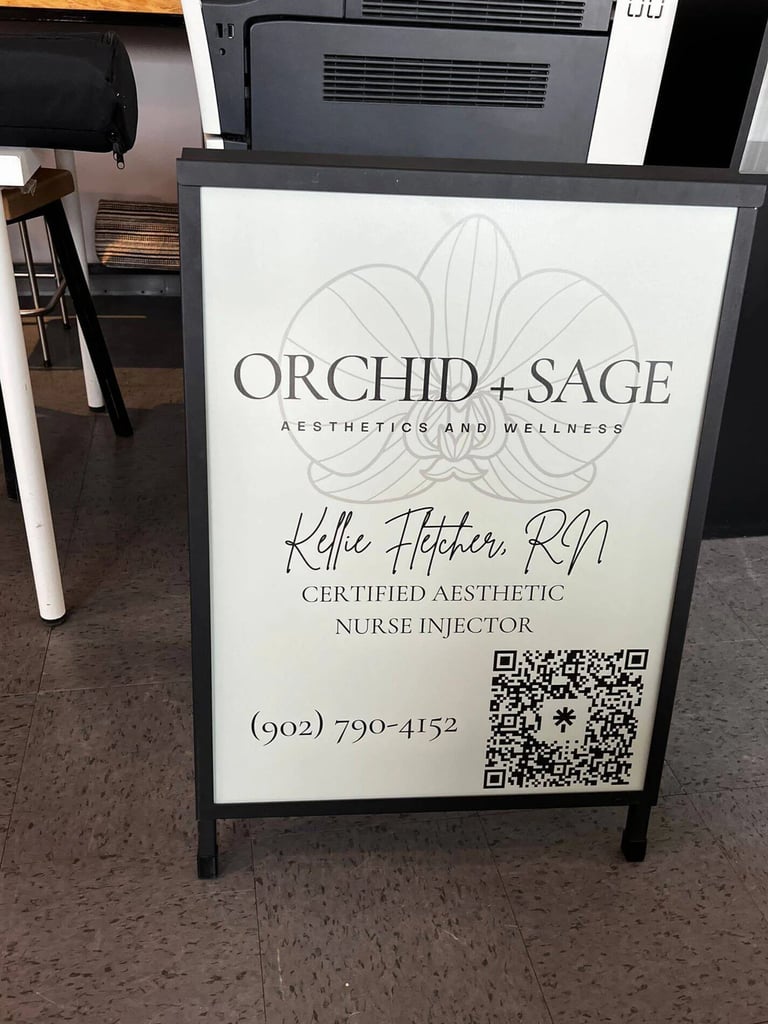 ORCHID + SAGE
AESTHETICS AND WELLNESS
Kellie Fletcher, RN
CERTIFIED AESTHETIC
NURSE INJECTOR
(902) 790-4152